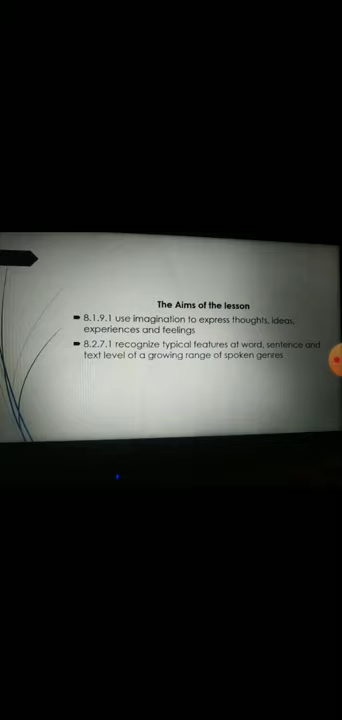 The Aims of the lesson
8.1.9.1 use imagination to express thoughts, ideas,
experiences and feelings
8.2.7.1 recognize typical features at word, sentence and
text level of a growing range of spoken genres